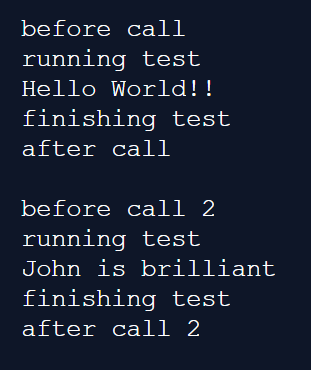 before call
running test
Hello World!!
finishing test
after call

before call 2
running test
John is brilliant
finishing test
after call 2